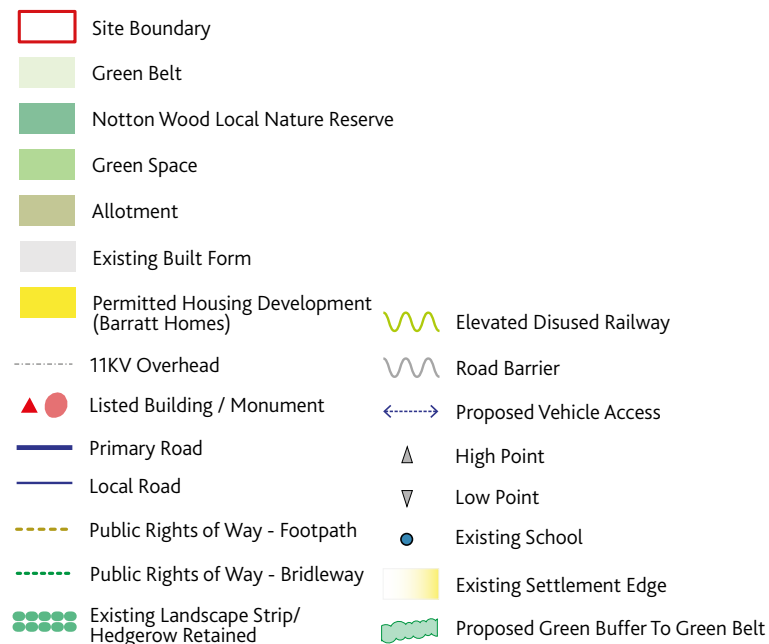 Site Boundary
Green Belt
Notton Wood Local Nature Reserve
Green Space
Allotment
Existing Built Form
Permitted Housing Development
(Barratt Homes)
11KV Overhead
Listed Building / Monument
Primary Road
Local Road
Public Rights of Way - Footpath
Public Rights of Way - Bridleway
Existing Landscape Strip/
Hedgerow Retained
Elevated Disused Railway
Road Barrier
Proposed Vehicle Access
High Point
Low Point
Existing School
Existing Settlement Edge
Proposed Green Buffer To Green Belt